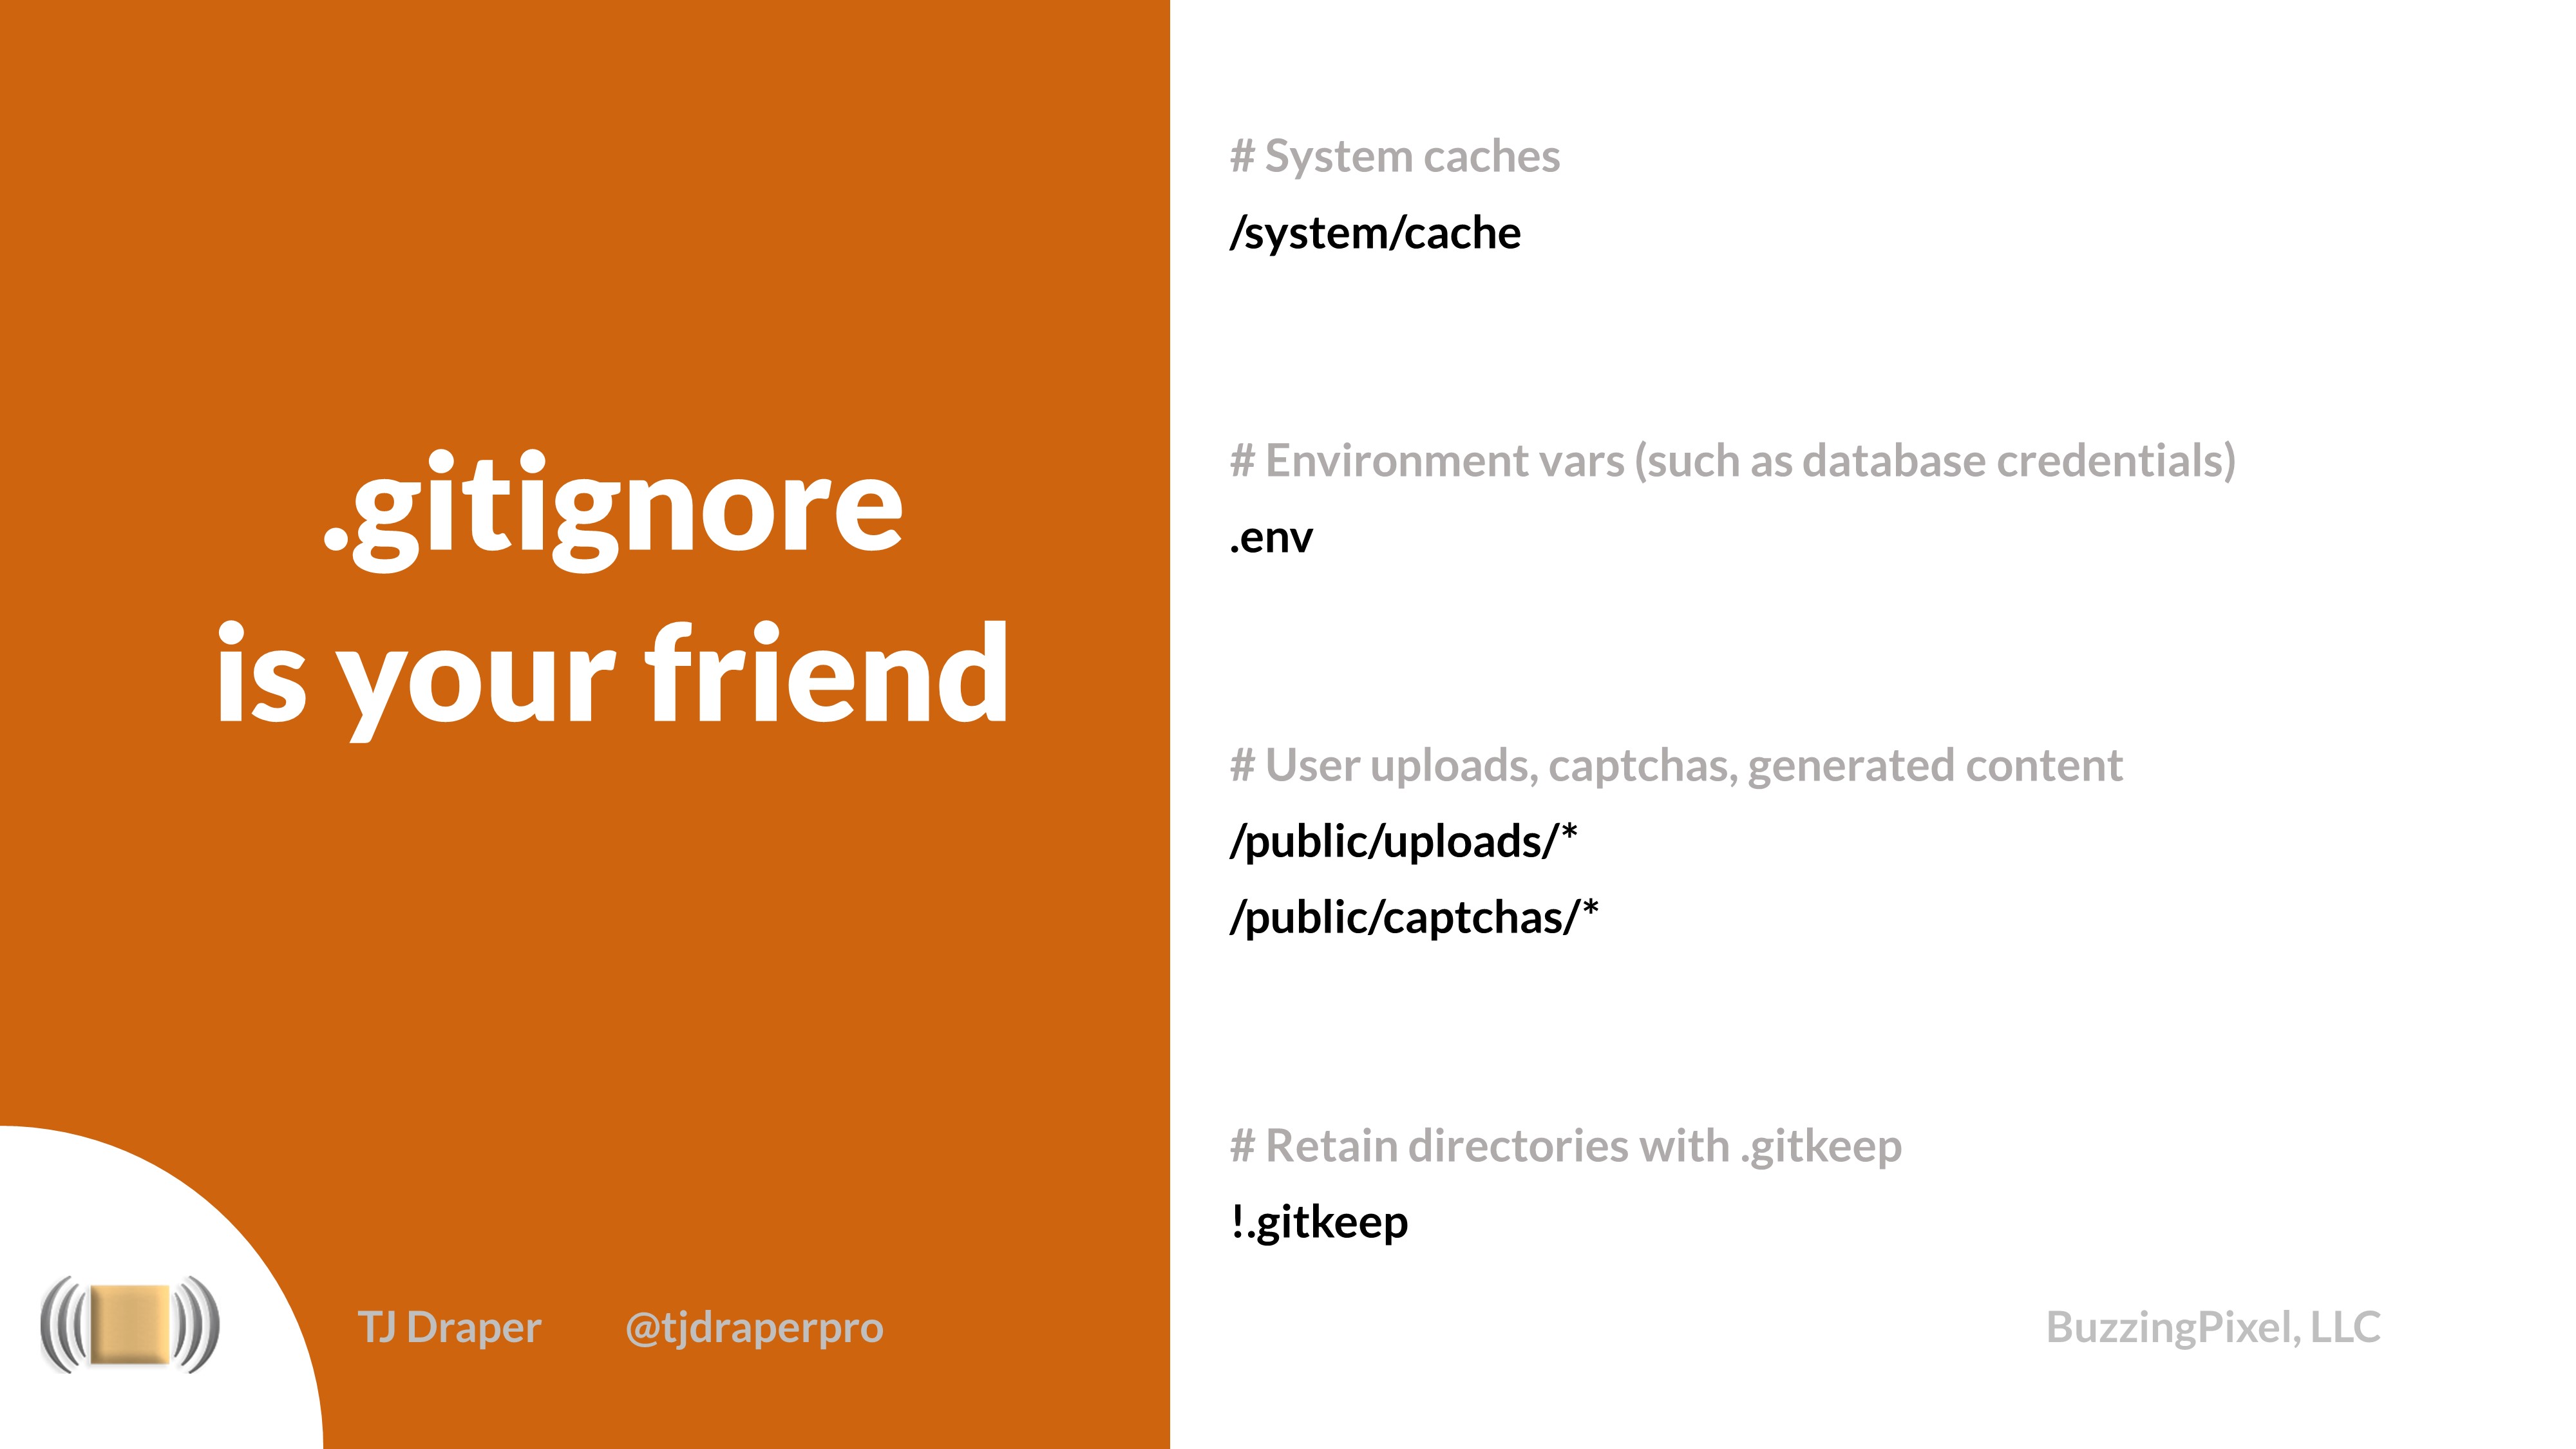 .gitignore
is your friend
# System caches
/system/cache
# Environment vars (such as database credentials)
.env
# User uploads, captchas, generated content
/public/uploads/*
/public/captchas/*
# Retain directories with .gitkeep
!.gitkeep
TJ Draper @tjdraperpro
BuzzingPixel, LLC